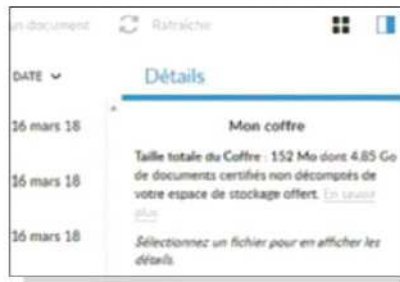 un document Rafraîchir
DATE Détails
16 mars 18
Mon coffre
Taille totale du Coffre : 152 Mo dont 4.85 Go
de documents certifiés non décomptés de
votre espace de stockage offert. En savoir
plus
16 mars 18
16 mars 18
Sélectionnez un fichier pour en afficher les
détails.